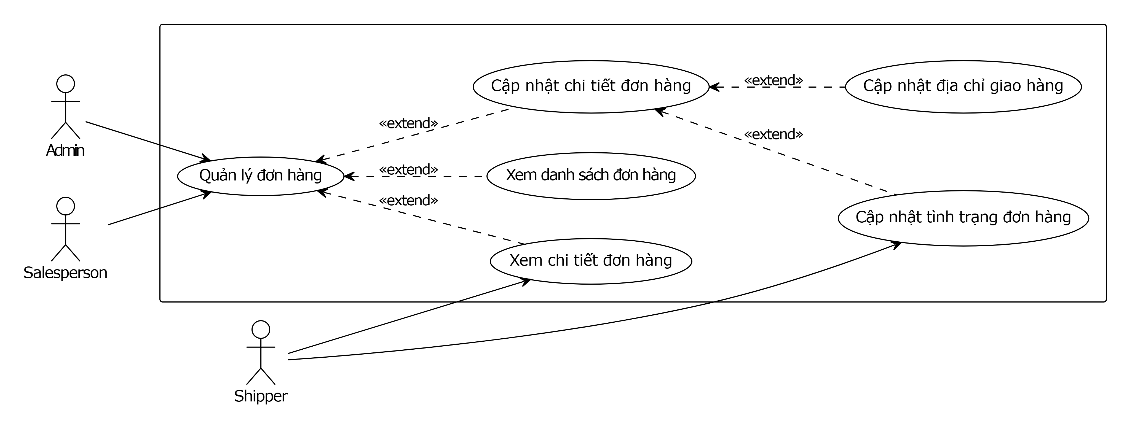 Cập nhật chi tiết đơn hàng
«extend»
Cập nhật địa chỉ giao hàng
«extend»
«extend»
Admin
Quản lý đơn hàng
«extend»
Xem danh sách đơn hàng
«extend»
Cập nhật tình trạng đơn hàng
Salesperson
Xem chi tiết đơn hàng
Shipper